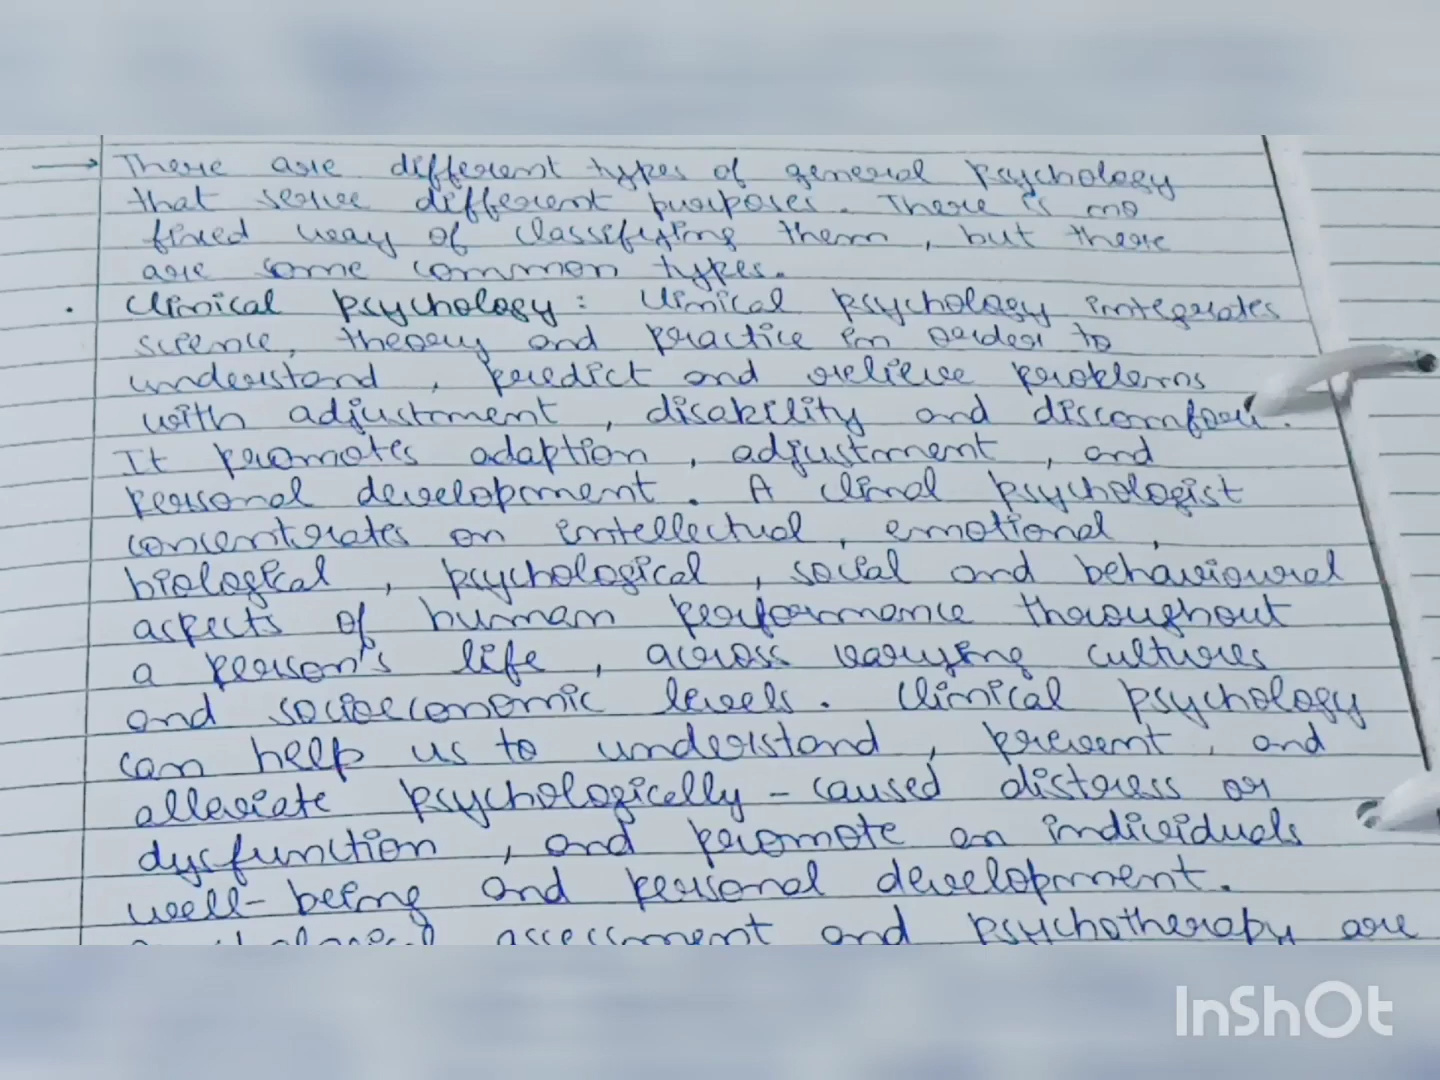 → There are different types of general psychology
that serve different purposes. There is no
fixed way of classifying them, but there
are some common types.
. Clinical psychology: Clinical psychology integrates
science, theory and practice in order to
understand, predict and relieve problems
with adjustment, disability and discomfort.
It promotes adaption, adjustment, and
personal development. A clinal psychologist
concentrates on intellectual, emotional,
biological, psychological, social and behavioural
aspects of human performance throughout
a person's life, across varying cultures
and socioeconomic levels. Clinical psychology
can help us to understand, prevent, and
alleviate psychologically-caused distress or
dysfunction, and promote an individuals
well-being and personal development.
assessment and psychotherapy are
InShOt